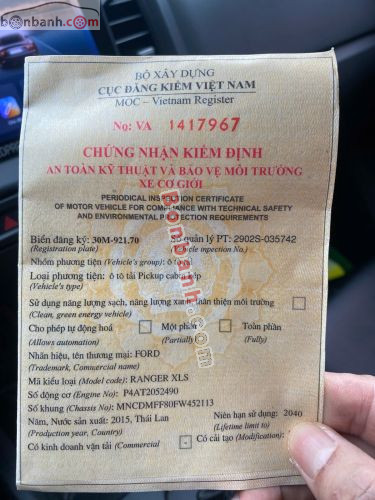 bonbanh.com
BỘ XÂY DỰNG
CỤC ĐĂNG KIỂM VIỆT NAM
MOC – Vietnam Register
No: VA 1417967
CHỨNG NHẬN KIỂM ĐỊNH
AN TOÀN KỸ THUẬT VÀ BẢO VỆ MÔI TRƯỜNG
XE CƠ GIỚI
PERIODICAL INSPECTION CERTIFICATE
OF MOTOR VEHICLE FOR COMPLIANCE WITH TECHNICAL SAFETY
AND ENVIRONMENTAL PROTECTION REQUIREMENTS
Biển đăng ký: 30M-921.70 Số quản lý PT: 2902S-035742
(Registration plate) (Vehicle inspection No.)
Nhóm phương tiện (Vehicle's group): ô tô
Loại phương tiện: ô tô tải Pickup cabin kép
(Vehicle's type)
Sử dụng năng lượng sạch, năng lượng xanh, thân thiện môi trường
(Clean, green energy vehicle)
Cho phép tự động hoá Một phần Toàn phần
(Allows automation) (Partially) (Fully)
Nhãn hiệu, tên thương mại: FORD
(Trademark, Commercial name)
Mã kiểu loại (Model code): RANGER XLS
Số động cơ (Engine No): P4AT2052490
Số khung (Chassis No): MNCDMFF80FW452113
Năm, Nước sản xuất: 2015, Thái Lan Niên hạn sử dụng: 2040
(Production year, Country) (Lifetime limit to)
Có kinh doanh vận tải (Commercial Có cải tạo (Modification)
Bonbanh.com